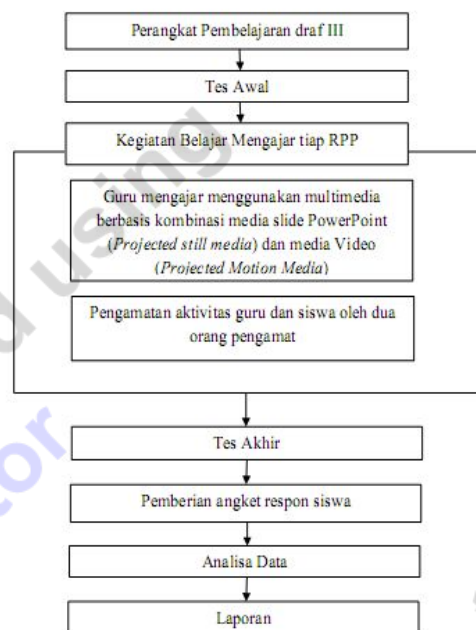 Perangkat Pembelajaran draf III
Tes Awal
Kegiatan Belajar Mengajar tiap RPP
Guru mengajar menggunakan multimedia
berbasis kombinasi media slide PowerPoint
(Projected still media) dan media Video
(Projected Motion Media)
Pengamatan aktivitas guru dan siswa oleh dua
orang pengamat
Tes Akhir
Pemberian angket respon siswa
Analisa Data
Laporan
d using
tor